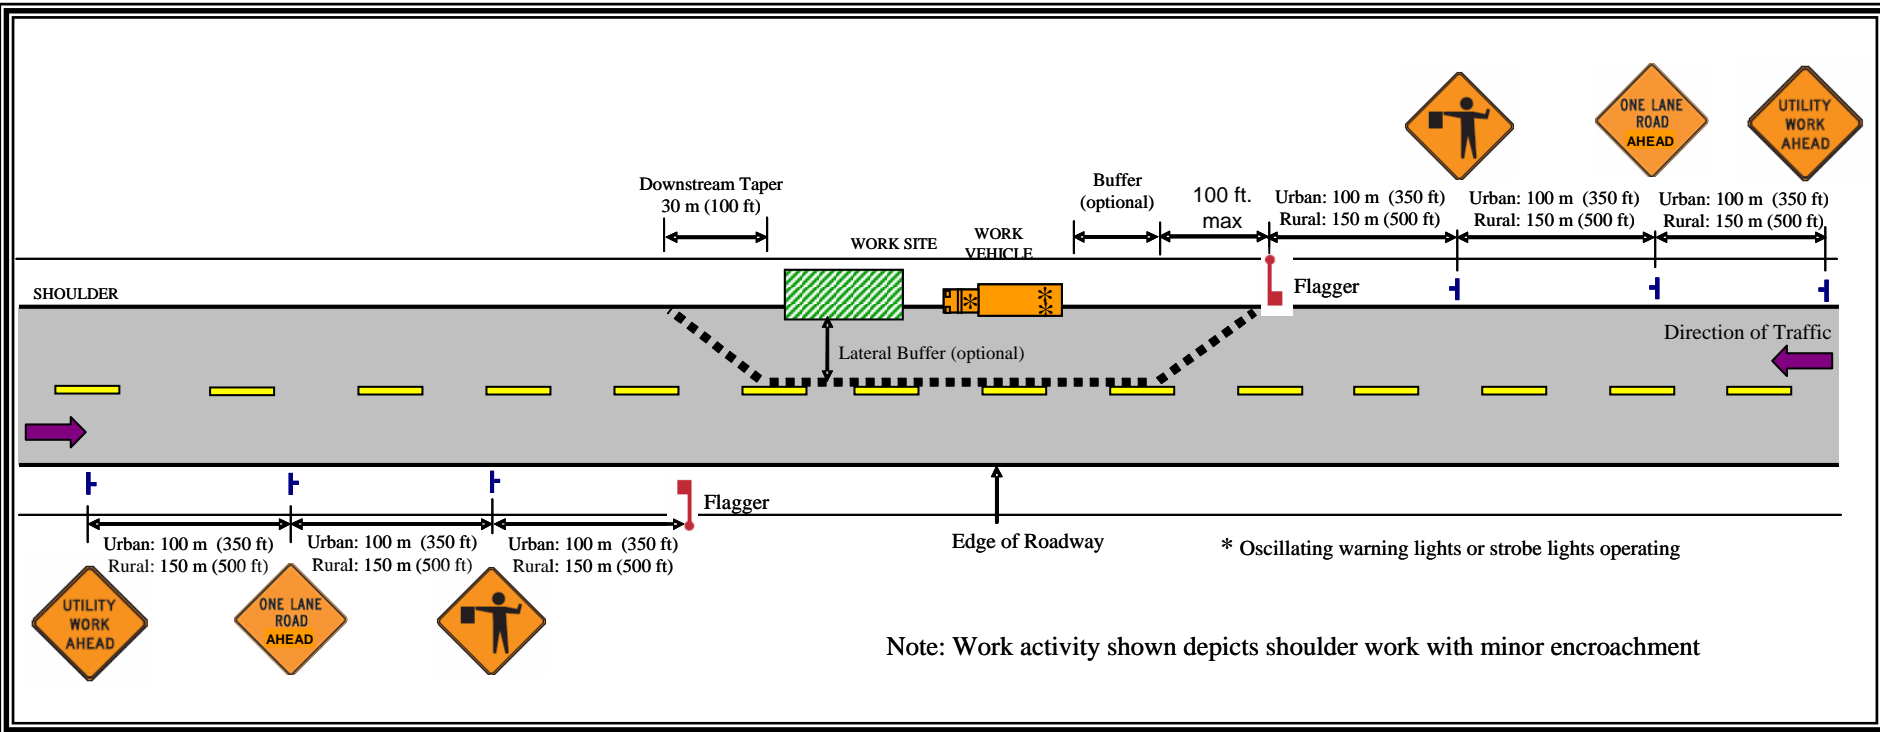 ONE LANE
ROAD
AHEAD
UTILITY
WORK
AHEAD
Downstream Taper
30 m (100 ft)
Buffer
(optional)
100 ft.
max
Urban: 100 m (350 ft)
Rural: 150 m (500 ft)
Urban: 100 m (350 ft)
Rural: 150 m (500 ft)
Urban: 100 m (350 ft)
Rural: 150 m (500 ft)
WORK SITE
WORK
VEHICLE
SHOULDER
Flagger
Direction of Traffic
Lateral Buffer (optional)
Flagger
Edge of Roadway
* Oscillating warning lights or strobe lights operating
Urban: 100 m (350 ft)
Rural: 150 m (500 ft)
Urban: 100 m (350 ft)
Rural: 150 m (500 ft)
Urban: 100 m (350 ft)
Rural: 150 m (500 ft)
UTILITY
WORK
AHEAD
ONE LANE
ROAD
AHEAD
Note: Work activity shown depicts shoulder work with minor encroachment